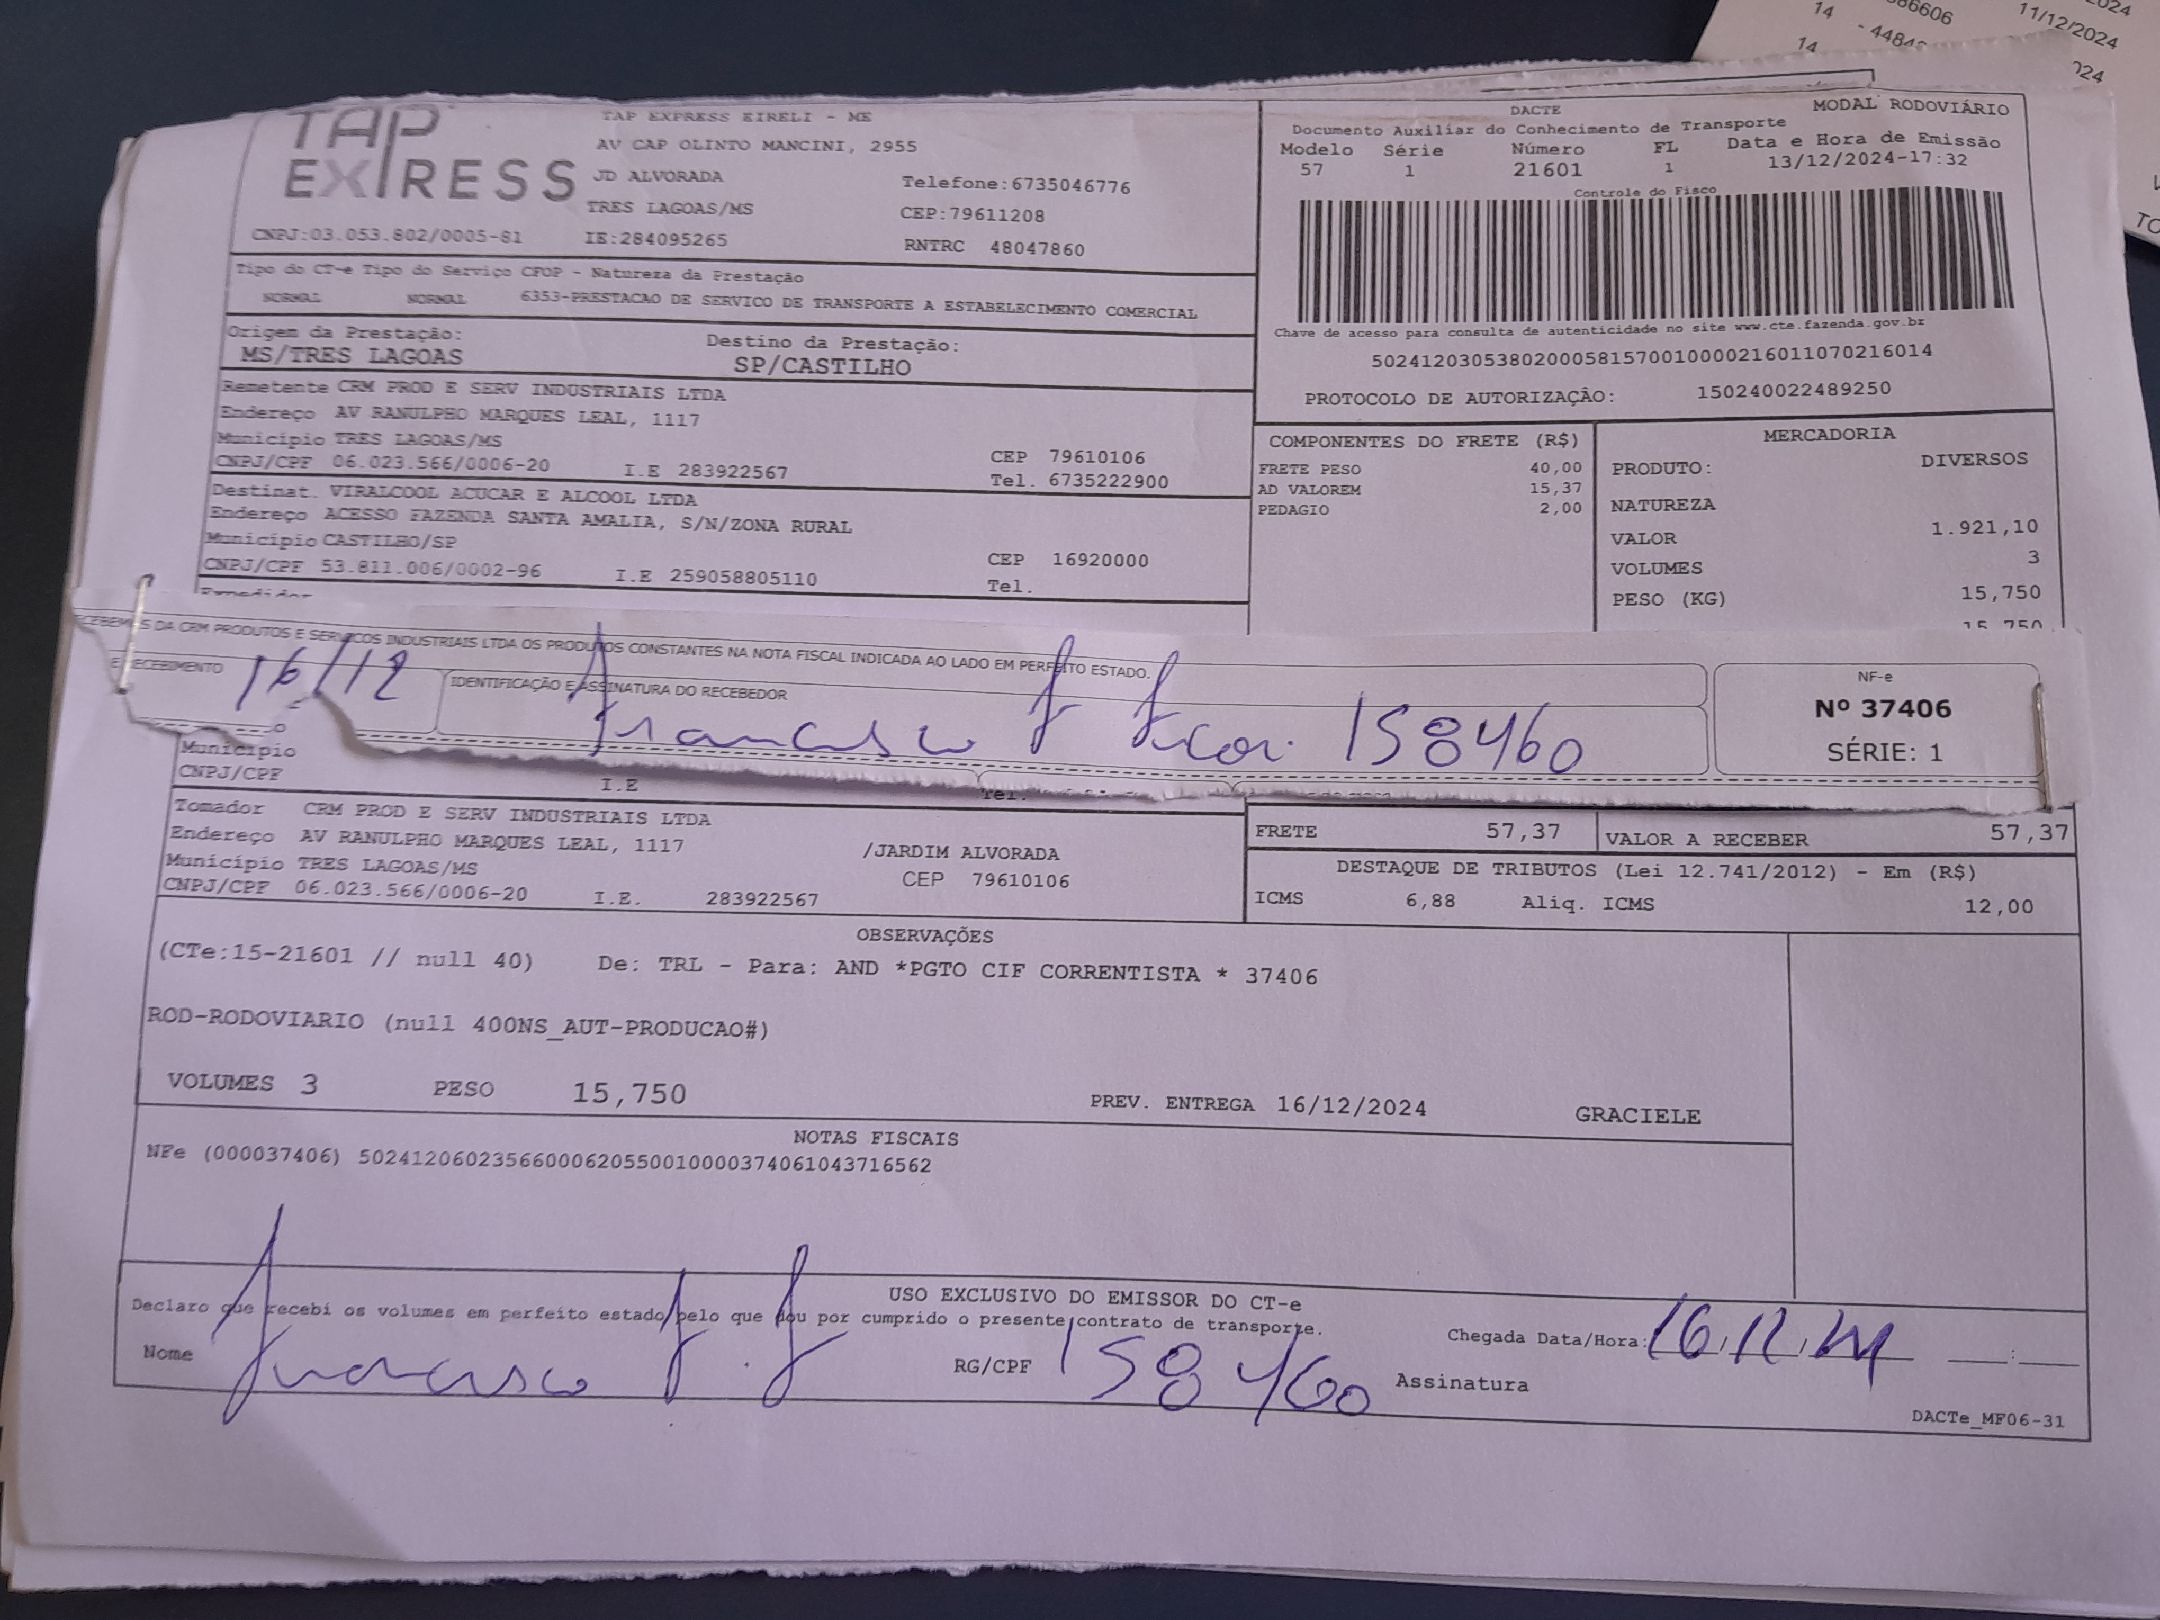 TAP EXPRESS
TAP EXPRESS EIRELI - ME
AV CAP OLINTO MANCINI, 2955
JD ALVORADA
Telefone:6735046776
TRES LAGOAS/MS
CEP:79611208
CNPJ:03.053.802/0005-81 IE:284095265
RNTRC 48047860
Tipo do CT-e Tipo do Serviço CFOP - Natureza da Prestação
NORMAL NORMAL 6353-PRESTACAO DE SERVICO DE TRANSPORTE A ESTABELECIMENTO COMERCIAL
Origem da Prestação: Destino da Prestação:
MS/TRES LAGOAS SP/CASTILHO
Remetente CRM PROD E SERV INDUSTRIAIS LTDA
Endereço AV RANULPHO MARQUES LEAL, 1117
Município TRES LAGOAS/MS CEP 79610106
CNPJ/CPF 06.023.566/0006-20 I.E 283922567 Tel. 6735222900
Destinat. VIRALCOOL ACUCAR E ALCOOL LTDA
Endereço ACESSO FAZENDA SANTA AMALIA, S/N/ZONA RURAL
Município CASTILHO/SP CEP 16920000
CNPJ/CPF 53.811.006/0002-96 I.E 259058805110 Tel.
Expedidor
DACTE MODAL RODOVIÁRIO
Documento Auxiliar do Conhecimento de Transporte
Modelo Série Número FL Data e Hora de Emissão
57 1 21601 1 13/12/2024-17:32
Controle do Fisco
Chave de acesso para consulta de autenticidade no site www.cte.fazenda.gov.br
50241203053802000581570010000216011070216014
PROTOCOLO DE AUTORIZAÇÃO: 150240022489250
COMPONENTES DO FRETE (R$)
FRETE PESO 40,00
AD VALOREM 15,37
PEDAGIO 2,00
MERCADORIA
PRODUTO: DIVERSOS
NATUREZA
VALOR 1.921,10
VOLUMES 3
PESO (KG) 15,750
15,750
ECEBEMOS DA CRM PRODUTOS E SERVIÇOS INDUSTRIAIS LTDA OS PRODUTOS CONSTANTES NA NOTA FISCAL INDICADA AO LADO EM PERFEITO ESTADO.
E RECEBIMENTO 16/12
IDENTIFICAÇÃO E ASSINATURA DO RECEBEDOR
Francisco 158460
NF-e
Nº 37406
SÉRIE: 1
Município
CNPJ/CPF I.E Tel.
Tomador CRM PROD E SERV INDUSTRIAIS LTDA
Endereço AV RANULPHO MARQUES LEAL, 1117 /JARDIM ALVORADA
Município TRES LAGOAS/MS CEP 79610106
CNPJ/CPF 06.023.566/0006-20 I.E. 283922567
FRETE 57,37 VALOR A RECEBER 57,37
DESTAQUE DE TRIBUTOS (Lei 12.741/2012) - Em (R$)
ICMS 6,88 Aliq. ICMS 12,00
OBSERVAÇÕES
(CTe:15-21601 // null 40) De: TRL - Para: AND *PGTO CIF CORRENTISTA * 37406
ROD-RODOVIARIO (null 400NS_AUT-PRODUCAO#)
VOLUMES 3 PESO 15,750 PREV. ENTREGA 16/12/2024 GRACIELE
NOTAS FISCAIS
NFe (000037406) 50241206023566000620550010000374061043716562
USO EXCLUSIVO DO EMISSOR DO CT-e
Declaro que recebi os volumes em perfeito estado pelo que dou por cumprido o presente contrato de transporte.
Nome Francisco RG/CPF 158460
Chegada Data/Hora: 16/12/24 __:__
Assinatura
DACTe_MF06-31
14 11/12/2024
14